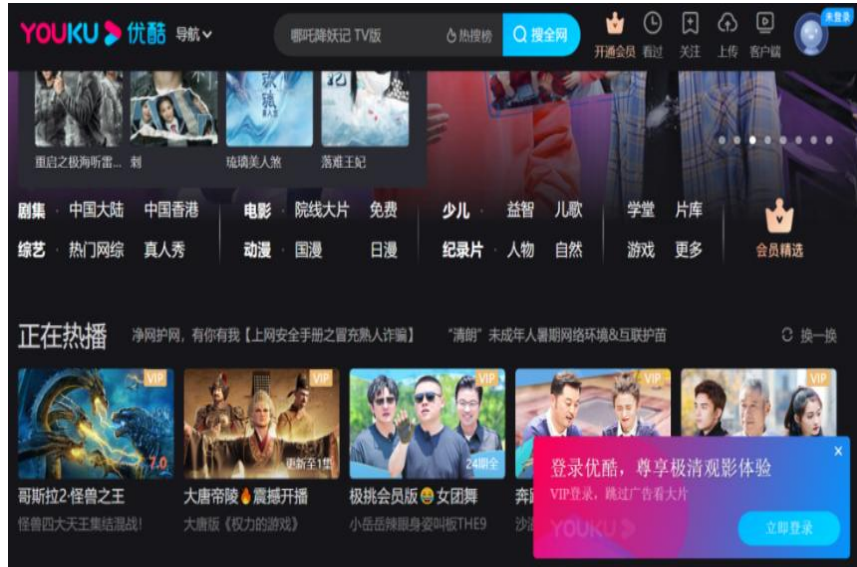 YOUKU 优酷 导航 哪吒降妖记 TV版 热搜榜 搜全网 开通会员 看过 关注 上传 客户端 未登录
重启之极海听雷... 刺 琉璃美人煞 落难王妃
剧集 · 中国大陆 中国香港 电影 · 院线大片 免费 少儿 · 益智 儿歌 学堂 片库
综艺 · 热门网综 真人秀 动漫 · 国漫 日漫 纪录片 · 人物 自然 游戏 更多 会员精选
正在热播 净网护网，有你有我【上网安全手册之冒充熟人诈骗】 “清朗”未成年人暑期网络环境&互联护苗 换一换
VIP VIP VIP VIP VIP
7.0 更新至1集 24期全
哥斯拉2·怪兽之王 大唐帝陵🔥震撼开播 极挑会员版😄女团舞 奔
怪兽四大天王集结混战! 大唐版《权力的游戏》 小岳岳辣眼身姿叫板THE9 沙
登录优酷，尊享极清观影体验 x
VIP登录，跳过广告看大片
YOUKU 立即登录